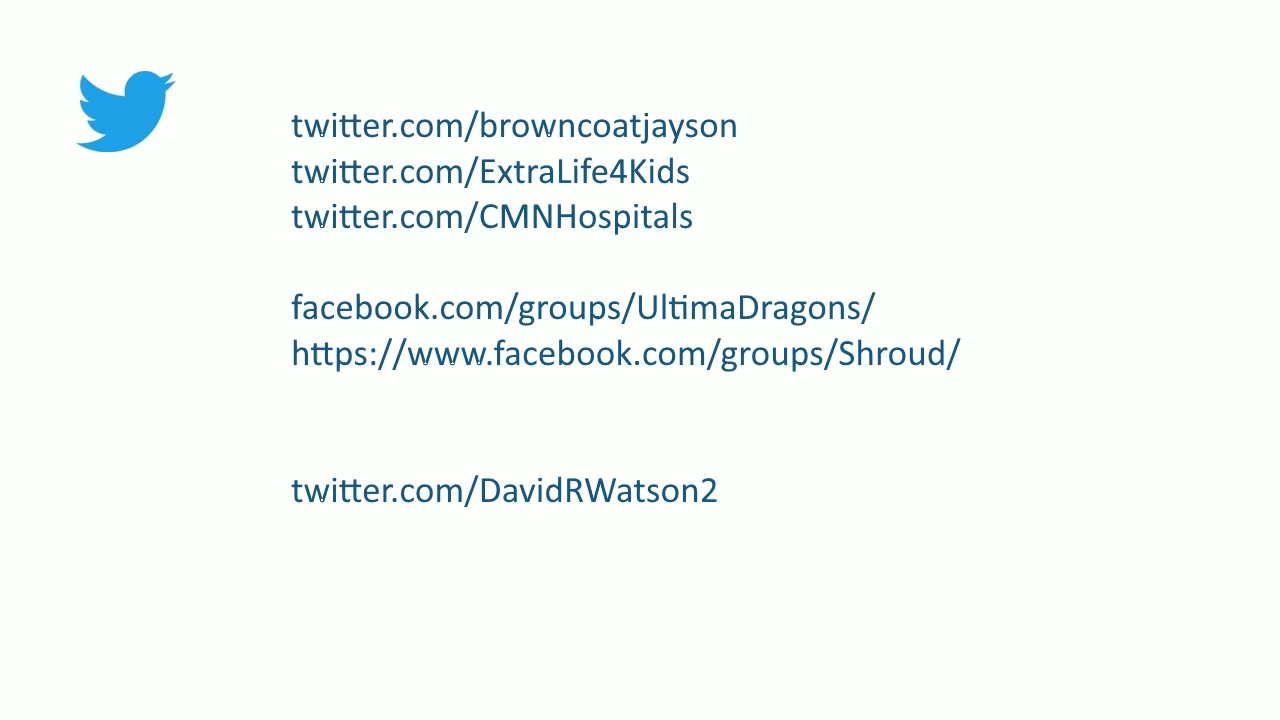 twitter.com/browncoatjayson
twitter.com/ExtraLife4Kids
twitter.com/CMNHospitals
facebook.com/groups/UltimaDragons/
https://www.facebook.com/groups/Shroud/
twitter.com/DavidRWatson2